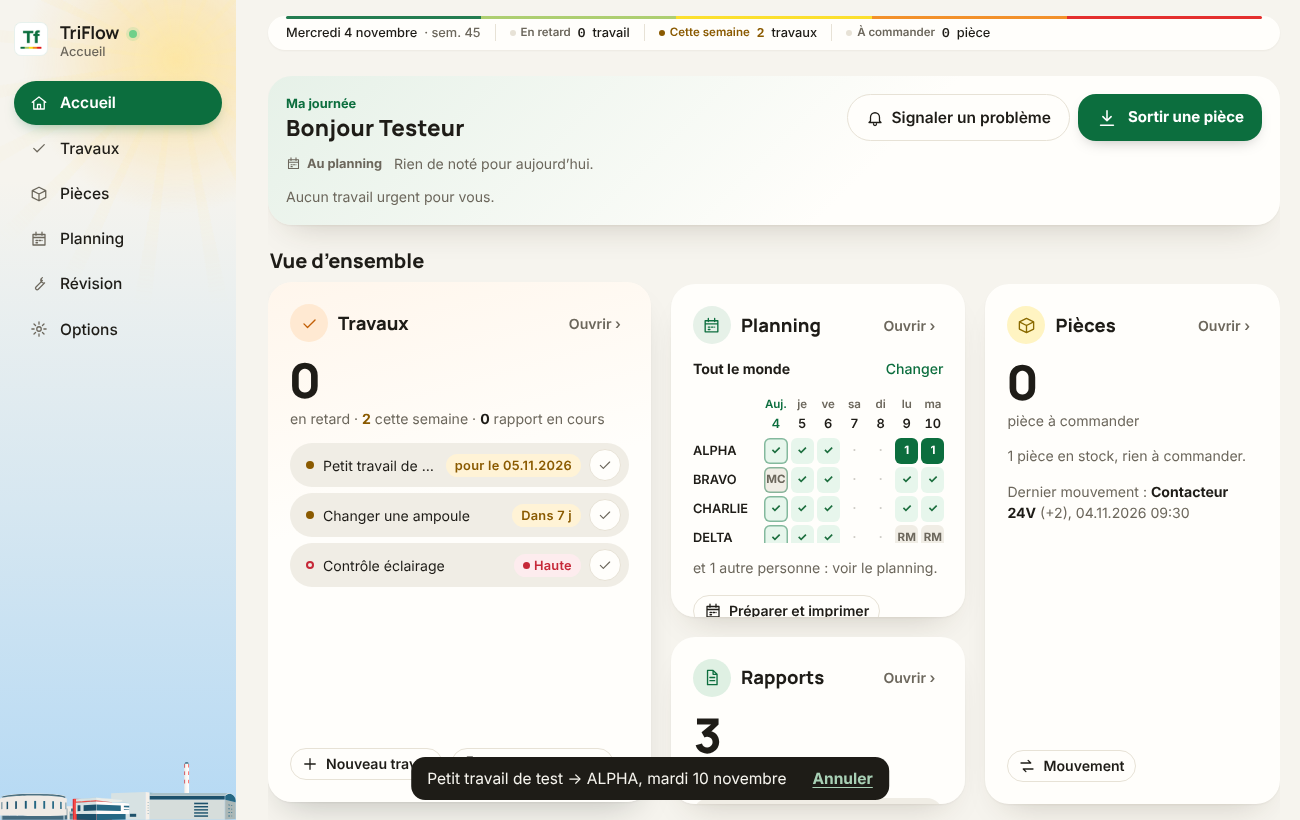 Tf
TriFlow
Accueil
Accueil
Travaux
Pièces
Planning
Révision
Options
Mercredi 4 novembre · sem. 45 En retard 0 travail Cette semaine 2 travaux À commander 0 pièce
Ma journée
Bonjour Testeur
Au planning Rien de noté pour aujourd’hui.
Aucun travail urgent pour vous.
Signaler un problème
Sortir une pièce
Vue d’ensemble
Travaux Ouvrir ›
0
en retard · 2 cette semaine · 0 rapport en cours
Petit travail de ... pour le 05.11.2026
Changer une ampoule Dans 7 j
Contrôle éclairage Haute
Nouveau trav
Planning Ouvrir ›
Tout le monde Changer
Auj. je ve sa di lu ma
4 5 6 7 8 9 10
ALPHA 1 1
BRAVO MC
CHARLIE
DELTA RM RM
et 1 autre personne : voir le planning.
Préparer et imprimer
Rapports Ouvrir ›
3
Pièces Ouvrir ›
0
pièce à commander
1 pièce en stock, rien à commander.
Dernier mouvement : Contacteur
24V (+2), 04.11.2026 09:30
Mouvement
Petit travail de test → ALPHA, mardi 10 novembre Annuler